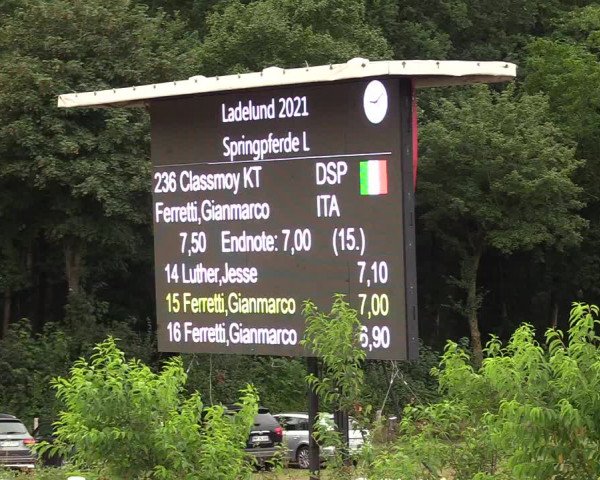 Ladelund 2021
Springpferde L
236 Classmoy KT DSP
Ferretti,Gianmarco ITA
7,50 Endnote: 7,00 (15.)
14 Luther,Jesse 7,10
15 Ferretti,Gianmarco 7,00
16 Ferretti,Gianmarco 6,90